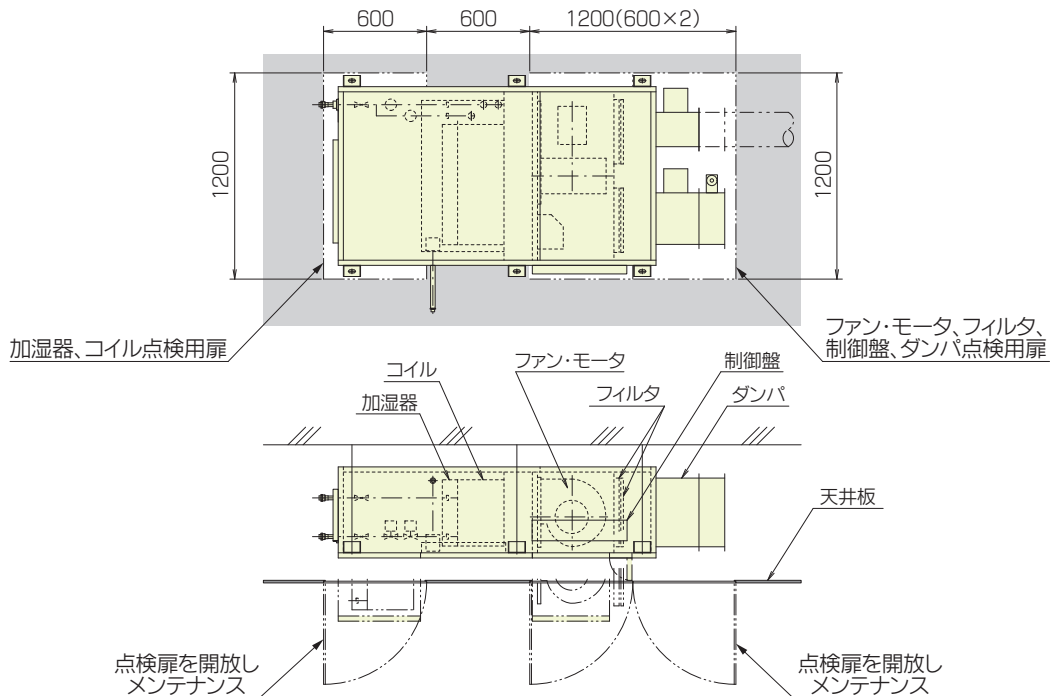 600
600
1200(600×2)
1200
1200
加湿器、コイル点検用扉
ファン・モータ、フィルタ、
制御盤、ダンパ点検用扉
コイル
加湿器
ファン・モータ
フィルタ
制御盤
ダンパ
天井板
点検扉を開放し
メンテナンス
点検扉を開放し
メンテナンス